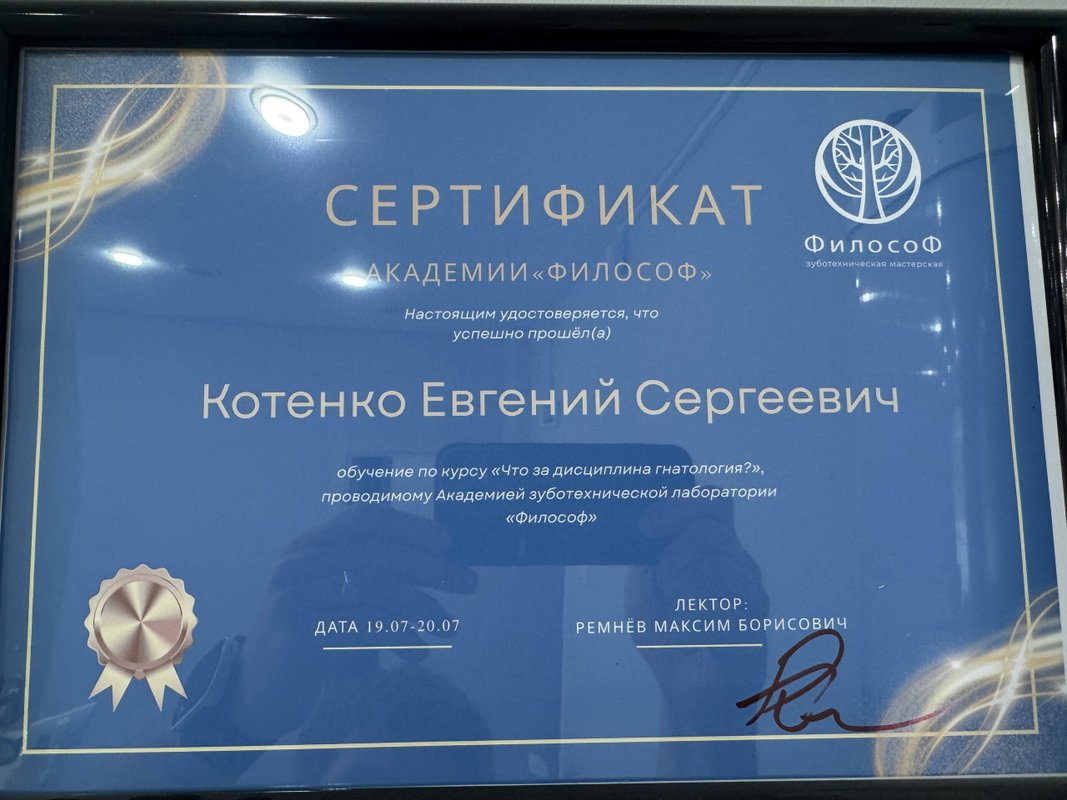 СЕРТИФИКАТ
АКАДЕМИИ«ФИЛОСОФ»
ФилософФ
зуботехническая мастерская
Настоящим удостоверяется, что
успешно прошёл(а)
Котенко Евгений Сергеевич
обучение по курсу «Что за дисциплина гнатология?»,
проводимому Академией зуботехнической лаборатории
«Философ»
ДАТА 19.07-20.07
ЛЕКТОР:
РЕМНЁВ МАКСИМ БОРИСОВИЧ